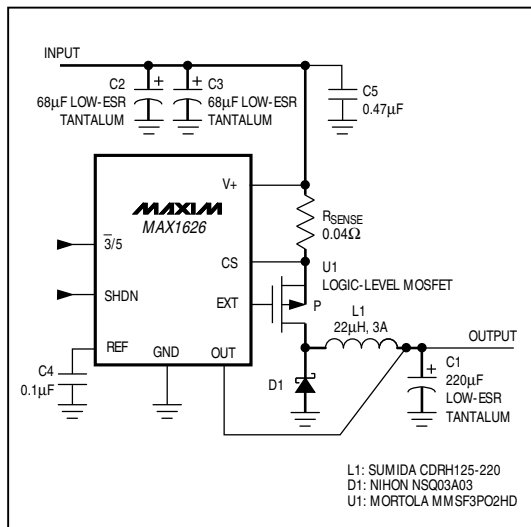 INPUT
C2
68µF LOW-ESR
TANTALUM
+
C3
68µF LOW-ESR
TANTALUM
+
C5
0.47µF
V+
MAXIM
MAX1626
RSENSE
0.04Ω
3/5
CS
U1
LOGIC-LEVEL MOSFET
SHDN
EXT
P
L1
22µH, 3A
OUTPUT
REF
GND
OUT
C4
0.1µF
D1
+
C1
220µF
LOW-ESR
TANTALUM
L1: SUMIDA CDRH125-220
D1: NIHON NSQ03A03
U1: MORTOLA MMSF3PO2HD